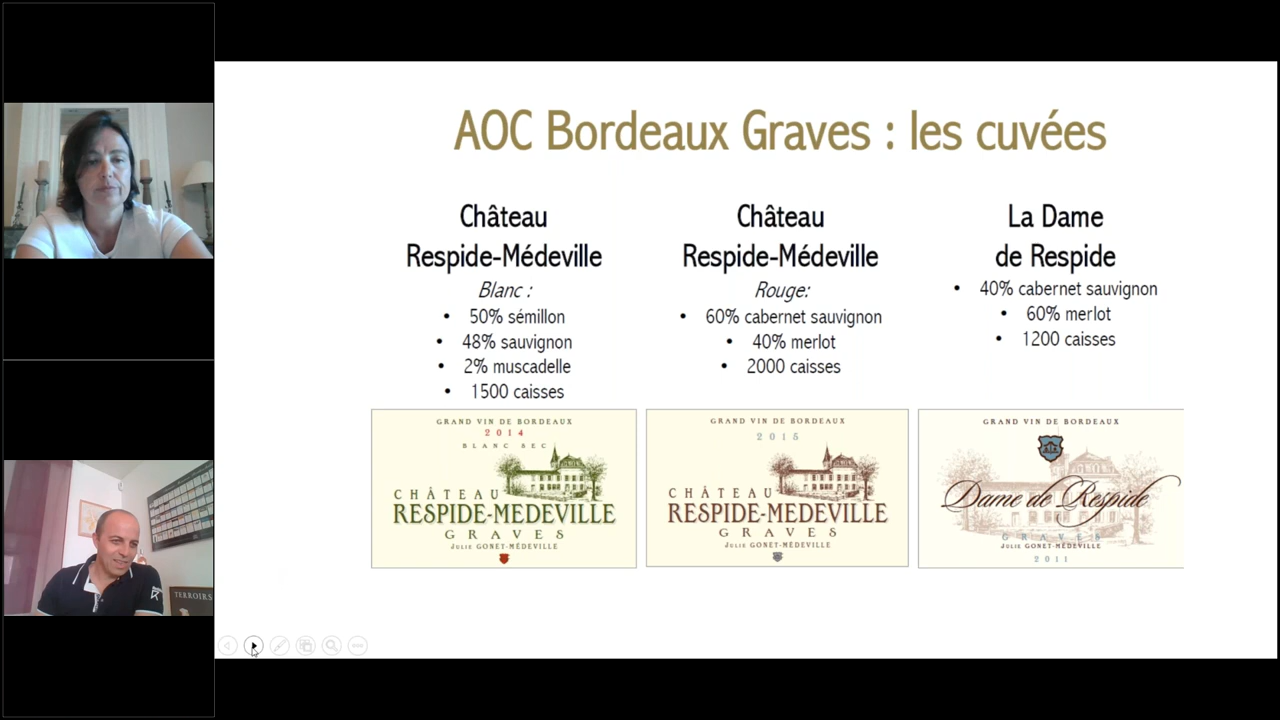 AOC Bordeaux Graves : les cuvées
Château
Respide-Médeville
Blanc :
• 50% sémillon
• 48% sauvignon
• 2% muscadelle
• 1500 caisses
Château
Respide-Médeville
Rouge:
• 60% cabernet sauvignon
• 40% merlot
• 2000 caisses
La Dame
de Respide
• 40% cabernet sauvignon
• 60% merlot
• 1200 caisses
GRAND VIN DE BORDEAUX
2014
BLANC SEC
CHÂTEAU
RESPIDE-MEDEVILLE
GRAVES
JULIE GONET-MÉDEVILLE
GRAND VIN DE BORDEAUX
2015
CHÂTEAU
RESPIDE-MEDEVILLE
GRAVES
JULIE GONET-MÉDEVILLE
GRAND VIN DE BORDEAUX
Dame de Respide
GRAVES
JULIE GONET-MÉDEVILLE
2011
TERROIRS